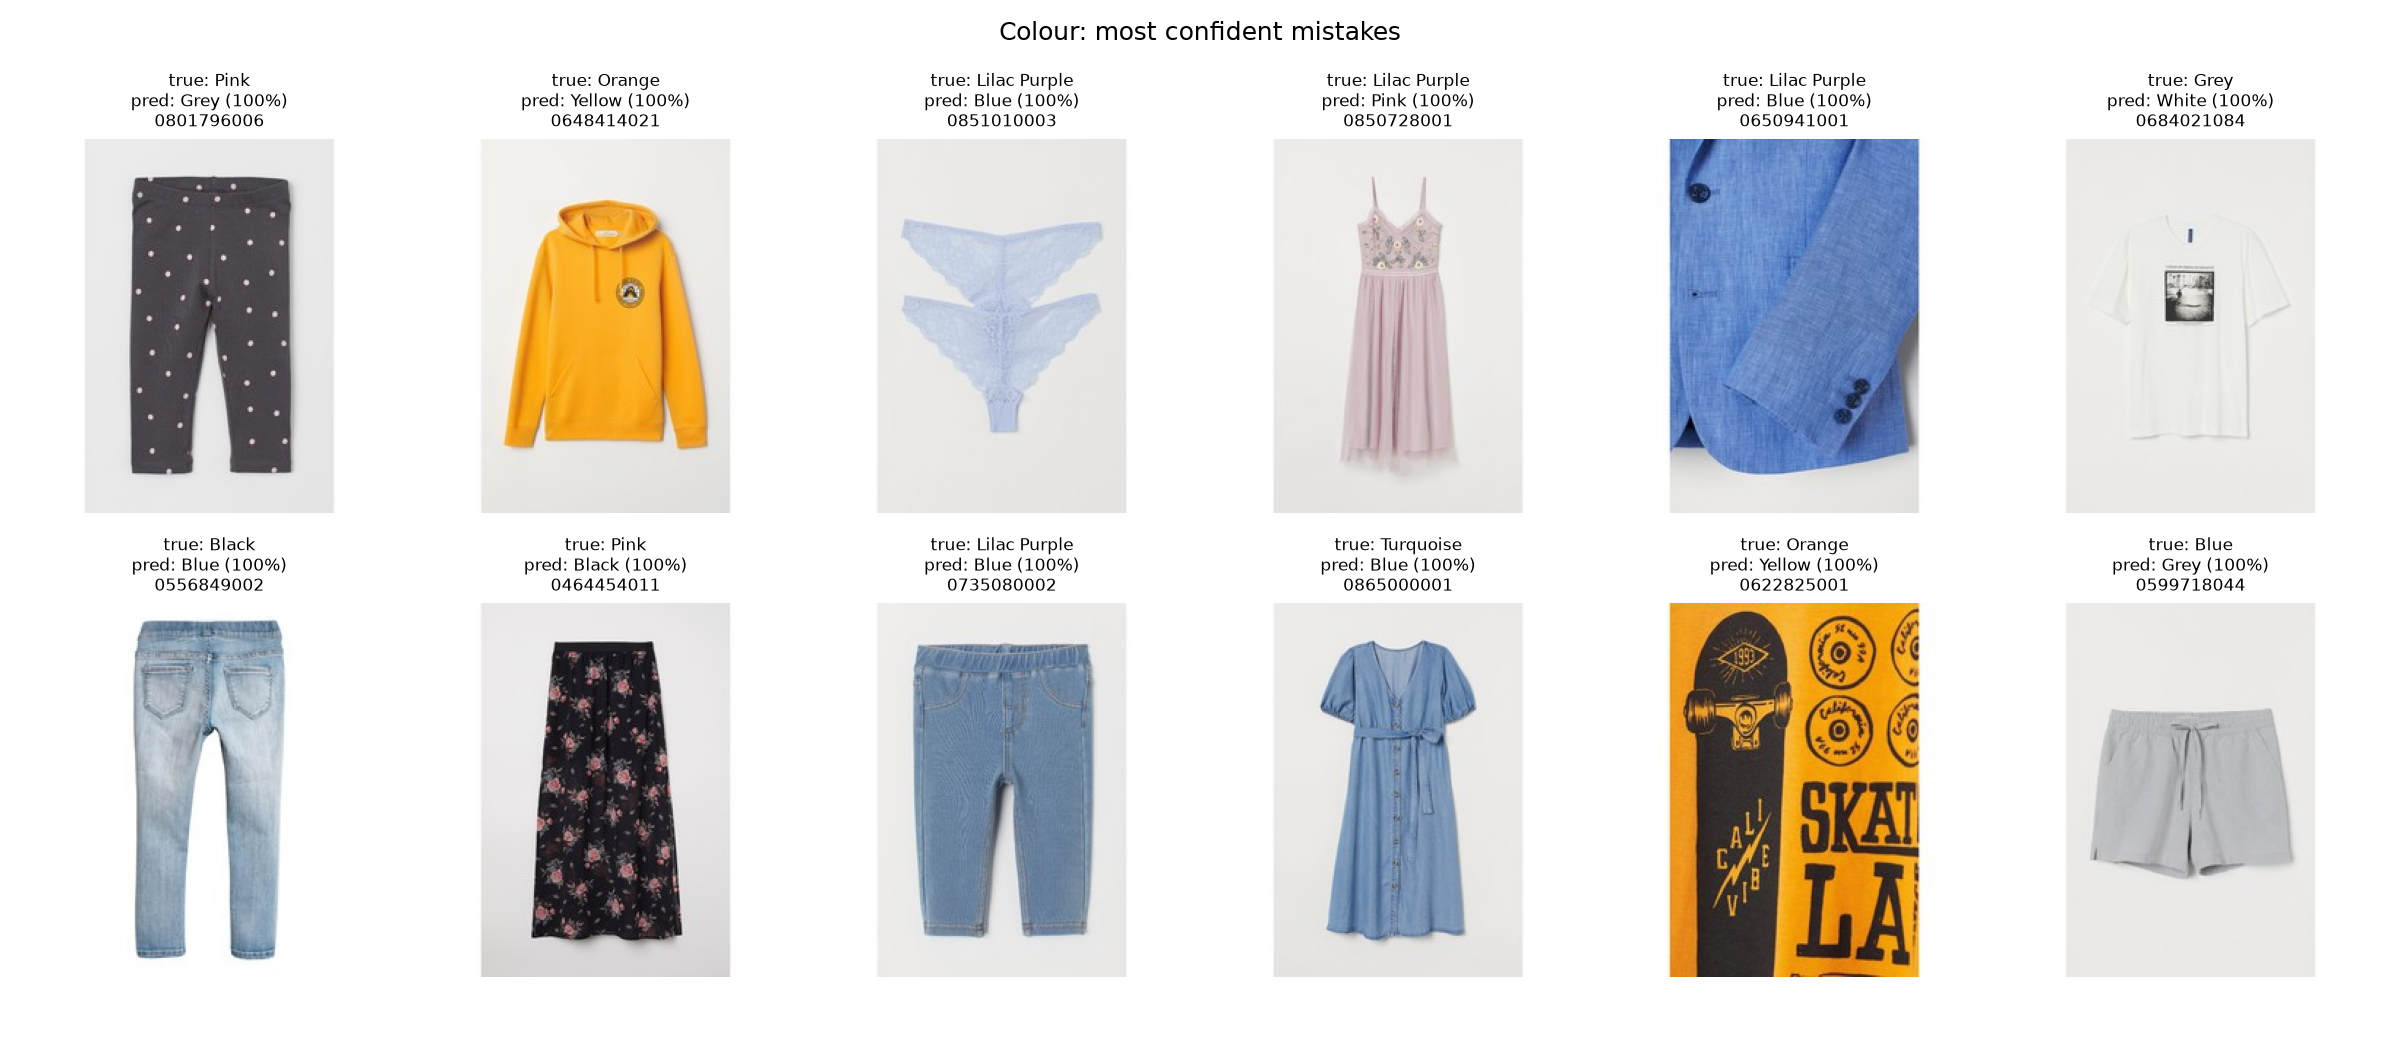 Colour: most confident mistakes
true: Pink
pred: Grey (100%)
0801796006
true: Orange
pred: Yellow (100%)
0648414021
true: Lilac Purple
pred: Blue (100%)
0851010003
true: Lilac Purple
pred: Pink (100%)
0850728001
true: Lilac Purple
pred: Blue (100%)
0650941001
true: Grey
pred: White (100%)
0684021084
true: Black
pred: Blue (100%)
0556849002
true: Pink
pred: Black (100%)
0464454011
true: Lilac Purple
pred: Blue (100%)
0735080002
true: Turquoise
pred: Blue (100%)
0865000001
true: Orange
pred: Yellow (100%)
0622825001
1993
California
California
CALI
VIBE
SKAT
LA
true: Blue
pred: Grey (100%)
0599718044